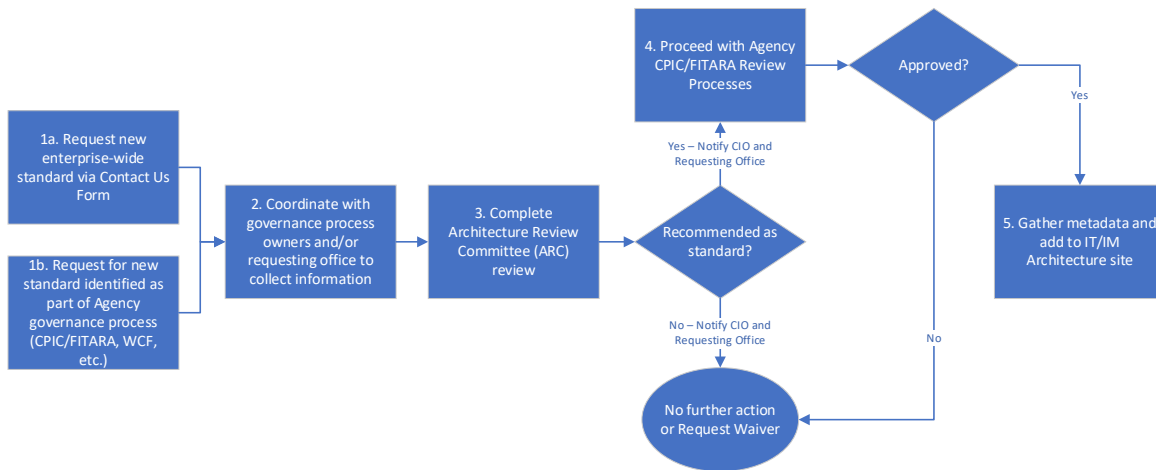 4. Proceed with Agency
CPIC/FITARA Review
Processes
Approved?
Yes
1a. Request new
enterprise-wide
standard via Contact Us
Form
Yes – Notify CIO and
Requesting Office
2. Coordinate with
governance process
owners and/or
requesting office to
collect information
3. Complete
Architecture Review
Committee (ARC)
review
Recommended as
standard?
5. Gather metadata and
add to IT/IM
Architecture site
1b. Request for new
standard identified as
part of Agency
governance process
(CPIC/FITARA, WCF,
etc.)
No – Notify CIO and
Requesting Office
No
No further action
or Request Waiver